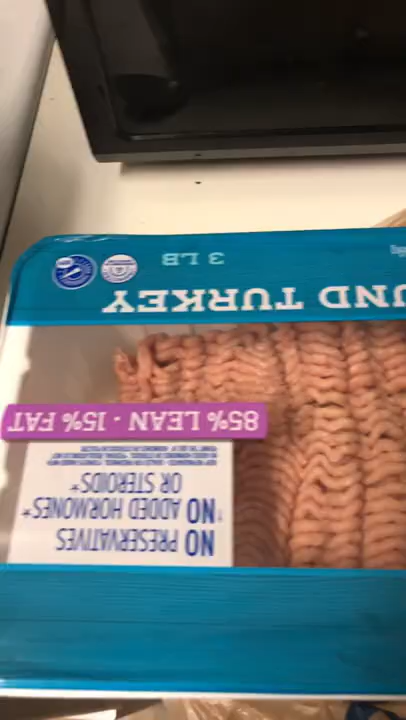 NO PRESERVATIVES
NO ADDED HORMONES*
OR STEROIDS*
85% LEAN • 15% FAT
UND TURKEY
3 LB